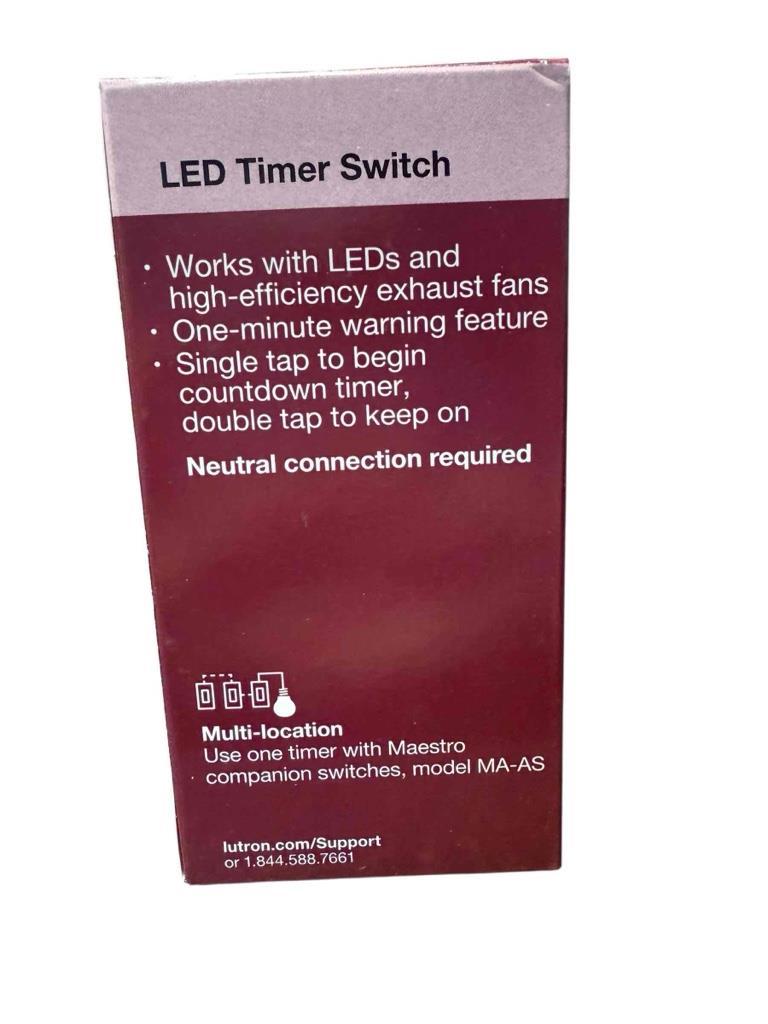 LED Timer Switch
• Works with LEDs and
high-efficiency exhaust fans
• One-minute warning feature
• Single tap to begin
countdown timer,
double tap to keep on
Neutral connection required
Multi-location
Use one timer with Maestro
companion switches, model MA-AS
lutron.com/Support
or 1.844.588.7661